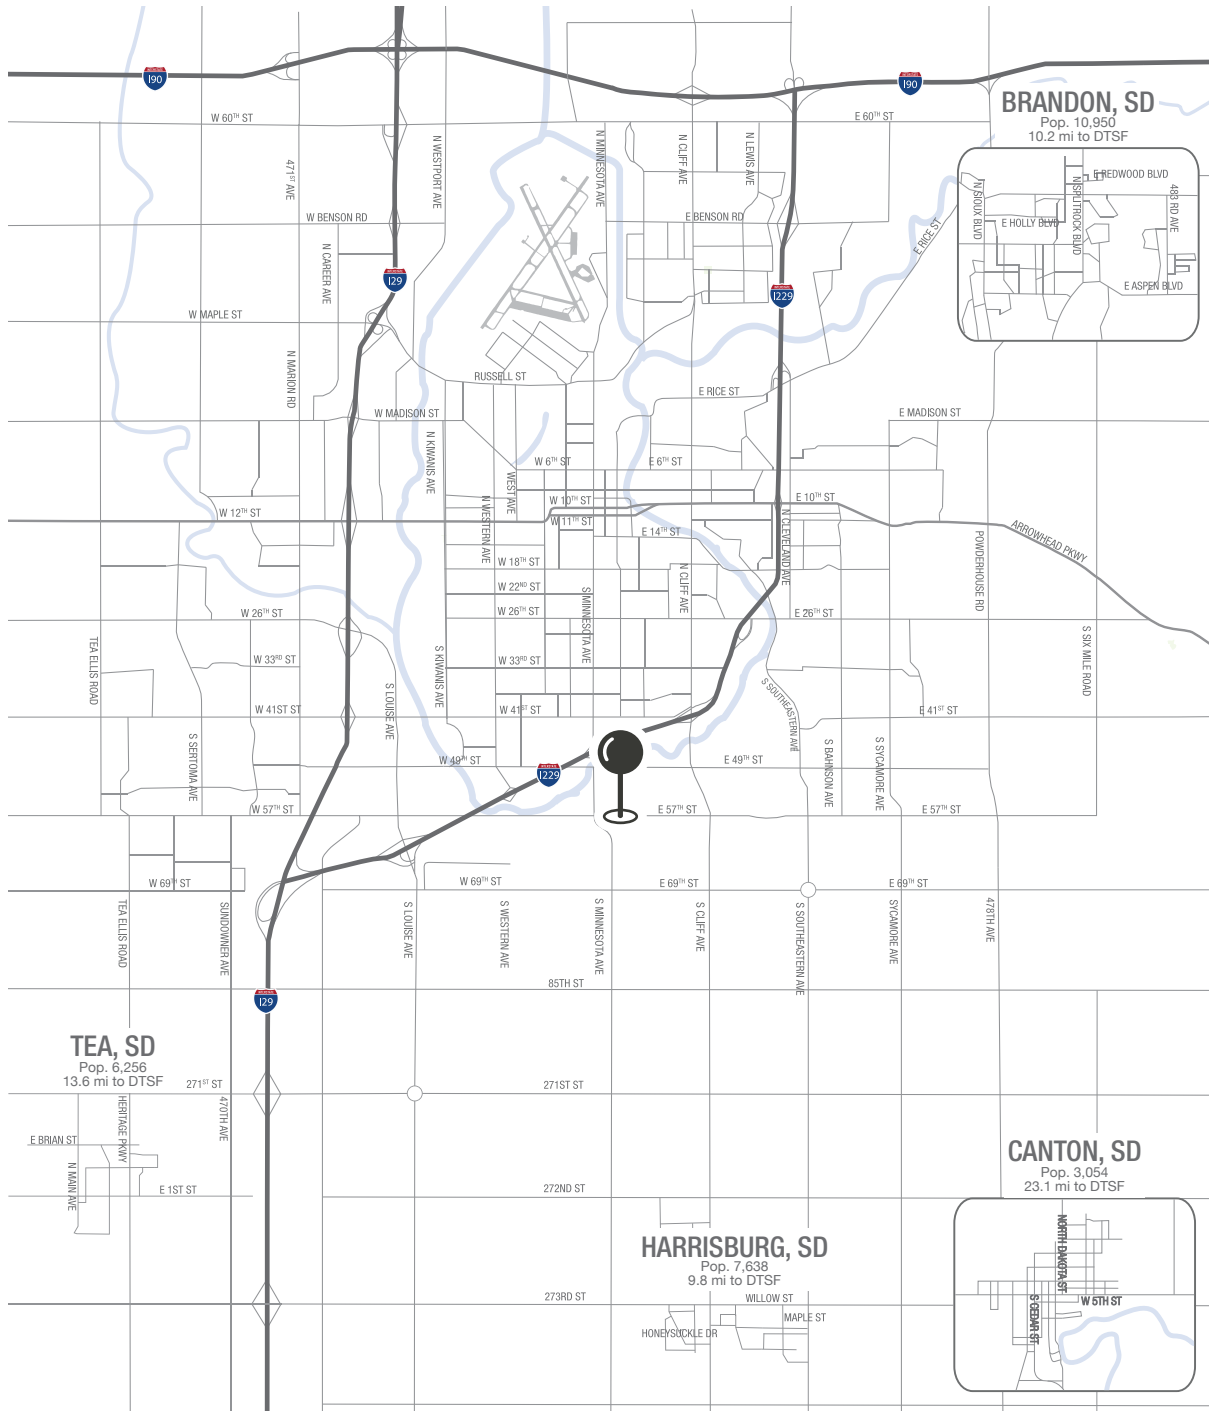 I90
I90
BRANDON, SD
Pop. 10,950
10.2 mi to DTSF
W 60TH ST
E 60TH ST
471ST AVE
N WESTPORT AVE
N MINNESOTA AVE
N CLIFF AVE
N LEWIS AVE
E REDWOOD BLVD
N SIOUX BLVD
N SPLITROCK BLVD
483 RD AVE
E HOLLY BLVD
E ASPEN BLVD
W BENSON RD
E BENSON RD
E RICE ST
N CAREER AVE
I29
I229
W MAPLE ST
N MARION RD
RUSSELL ST
E RICE ST
W MADISON ST
E MADISON ST
N KIWANIS AVE
W 6TH ST
E 6TH ST
WEST AVE
N WESTERN AVE
W 10TH ST
E 10TH ST
W 12TH ST
W 11TH ST
E 14TH ST
N CLEVELAND AVE
ARROWHEAD PKWY
POWDERHOUSE RD
W 18TH ST
N CLIFF AVE
W 22ND ST
S MINNESOTA AVE
W 26TH ST
W 26TH ST
E 26TH ST
TEA ELLIS ROAD
S SIX MILE ROAD
W 33RD ST
W 33RD ST
S KIWANIS AVE
S LOUISE AVE
S SOUTHEASTERN AVE
W 41ST ST
W 41ST ST
E 41ST ST
S SERTOMA AVE
S BAHNSON AVE
S SYCAMORE AVE
W 49TH ST
E 49TH ST
I229
W 57TH ST
E 57TH ST
E 57TH ST
W 69TH ST
W 69TH ST
E 69TH ST
E 69TH ST
TEA ELLIS ROAD
SUNDOWNER AVE
S LOUISE AVE
S WESTERN AVE
S MINNESOTA AVE
S CLIFF AVE
S SOUTHEASTERN AVE
SYCAMORE AVE
478TH AVE
85TH ST
I29
TEA, SD
Pop. 6,256
13.6 mi to DTSF
271ST ST
271ST ST
HERITAGE PKWY
470TH AVE
E BRIAN ST
N MAIN AVE
E 1ST ST
272ND ST
CANTON, SD
Pop. 3,054
23.1 mi to DTSF
NORTH DAKOTA ST
W 5TH ST
S CEDAR ST
HARRISBURG, SD
Pop. 7,638
9.8 mi to DTSF
273RD ST
WILLOW ST
MAPLE ST
HONEYSUCKLE DR